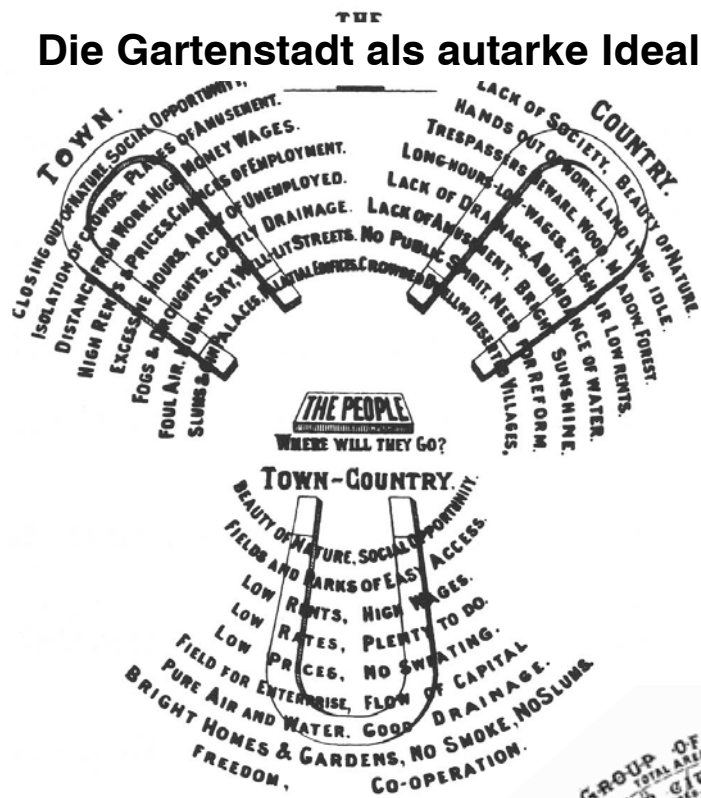 THE
Die Gartenstadt als autarke Ideal
TOWN.
CLOSING OUT OF NATURE. SOCIAL OPPORTUNITY.
ISOLATION OF CROWDS. PLACES OF AMUSEMENT.
DISTANCE FROM WORK. HIGH MONEY WAGES.
HIGH RENTS & PRICES. CHANCES OF EMPLOYMENT.
EXCESSIVE HOURS. ARMY OF UNEMPLOYED.
FOGS & DROUGHTS. COSTLY DRAINAGE.
FOUL AIR. MURKY SKY. WELL-LIT STREETS.
SLUMS & GIN PALACES. PALATIAL EDIFICES.
COUNTRY.
LACK OF SOCIETY. BEAUTY OF NATURE.
HANDS OUT OF WORK. LAND LYING IDLE.
TRESPASSERS BEWARE. WOOD, MEADOW, FOREST.
LONG-HOURS-LOW-WAGES. FRESH AIR LOW RENTS.
LACK OF DRAINAGE. ABUNDANCE OF WATER.
LACK OF AMUSEMENT. BRIGHT SUNSHINE.
NO PUBLIC SPIRIT. NEED FOR REFORM.
CROWDED DWELLINGS DESERTED VILLAGES.
THE PEOPLE
WHERE WILL THEY GO?
TOWN-COUNTRY.
BEAUTY OF NATURE, SOCIAL OPPORTUNITY.
FIELDS AND PARKS OF EASY ACCESS.
LOW RENTS, HIGH WAGES.
LOW RATES, PLENTY TO DO.
LOW PRICES, NO SWEATING.
FIELD FOR ENTERPRISE, FLOW OF CAPITAL
PURE AIR AND WATER. GOOD DRAINAGE.
BRIGHT HOMES & GARDENS, NO SMOKE, NO SLUMS.
FREEDOM, CO-OPERATION.
GROUP OF
TOTAL AREA